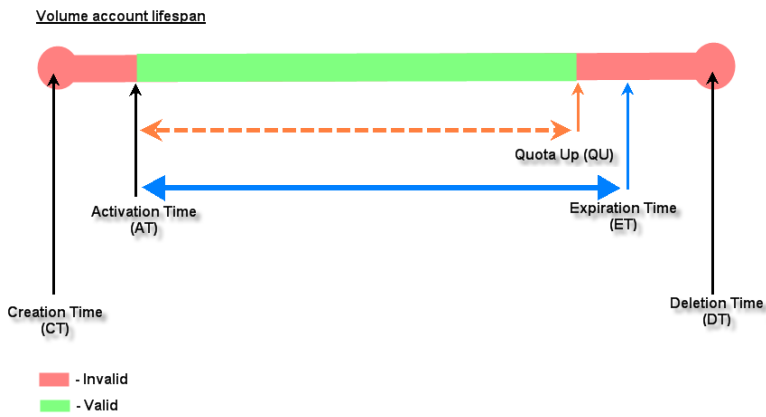 Volume account lifespan
Quota Up (QU)
Activation Time
(AT)
Expiration Time
(ET)
Creation Time
(CT)
Deletion Time
(DT)
- Invalid
- Valid